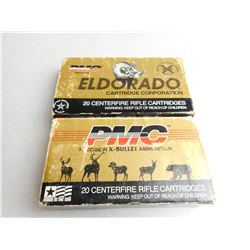 ELDORADO
CARTRIDGE CORPORATION
20 CENTERFIRE RIFLE CARTRIDGES
WARNING: KEEP OUT OF REACH OF CHILDREN
PMC
PRECISION X-BULLET AMMUNITION
20 CENTERFIRE RIFLE CARTRIDGES
WARNING: KEEP OUT OF REACH OF CHILDREN